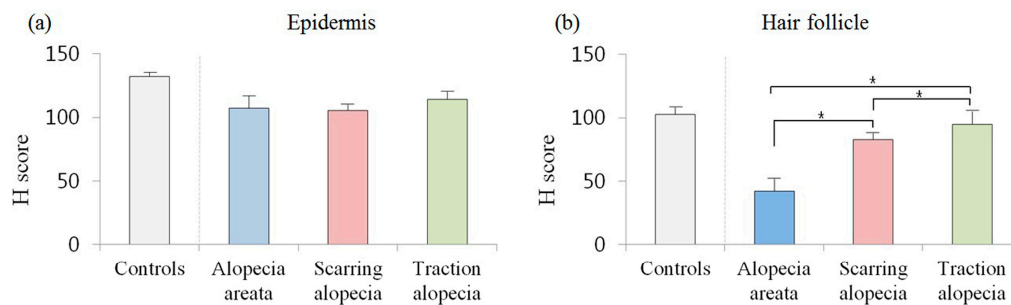 (a)
Epidermis
150
100
50
0
H score
Controls
Alopecia
areata
Scarring
alopecia
Traction
alopecia
(b)
Hair follicle
150
100
50
0
H score
*
*
*
Controls
Alopecia
areata
Scarring
alopecia
Traction
alopecia